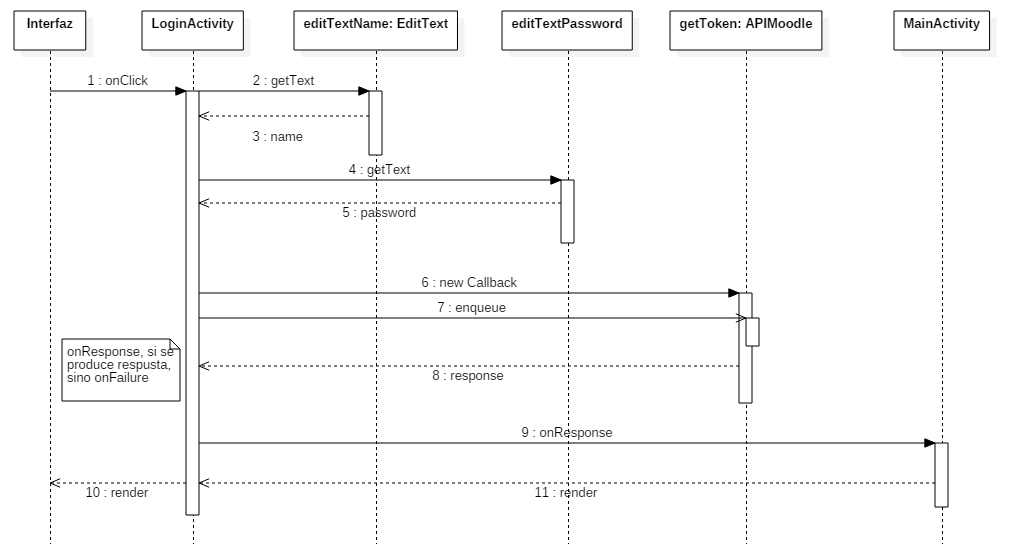 Interfaz
LoginActivity
editTextName: EditText
editTextPassword
getToken: APIMoodle
MainActivity
1 : onClick
2 : getText
3 : name
4 : getText
5 : password
6 : new Callback
7 : enqueue
onResponse, si se
produce respusta,
sino onFailure
8 : response
9 : onResponse
10 : render
11 : render